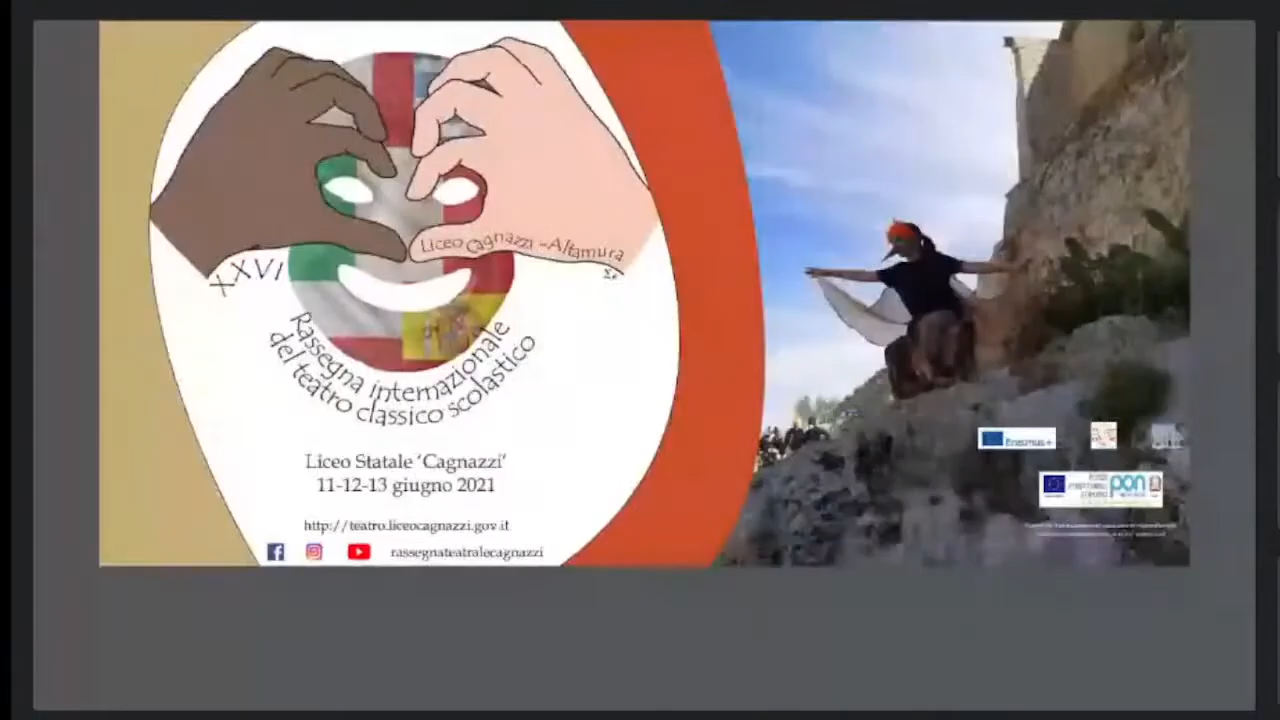 Liceo Cagnazzi - Altamura
XXVI
Rassegna internazionale
del teatro classico scolastico
Liceo Statale 'Cagnazzi'
11-12-13 giugno 2021
http://teatro.liceocagnazzi.gov.it
rassegnateatralecagnazzi
Erasmus+
pon